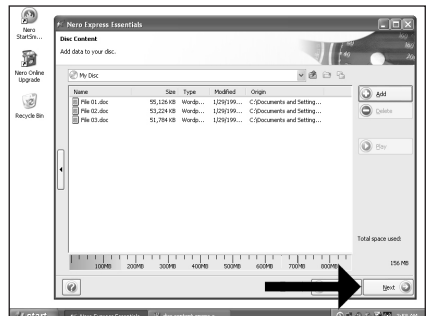 Nero Express Essentials
Nero
StartSm...
Disc Content
Add data to your disc.
Nero Online
Upgrade
My Disc
Name Size Type Modified Origin
Add
File 01.doc 55,126 KB Wordp... 1/29/199... C:\Documents and Setting...
File 02.doc 53,224 KB Wordp... 1/29/199... C:\Documents and Setting...
File 03.doc 51,784 KB Wordp... 1/29/199... C:\Documents and Setting...
Delete
Recycle Bin
Play
Total space used:
156 MB
100MB 200MB 300MB 400MB 500MB 600MB 700MB 800MB
Next
start Nero Express Essentials